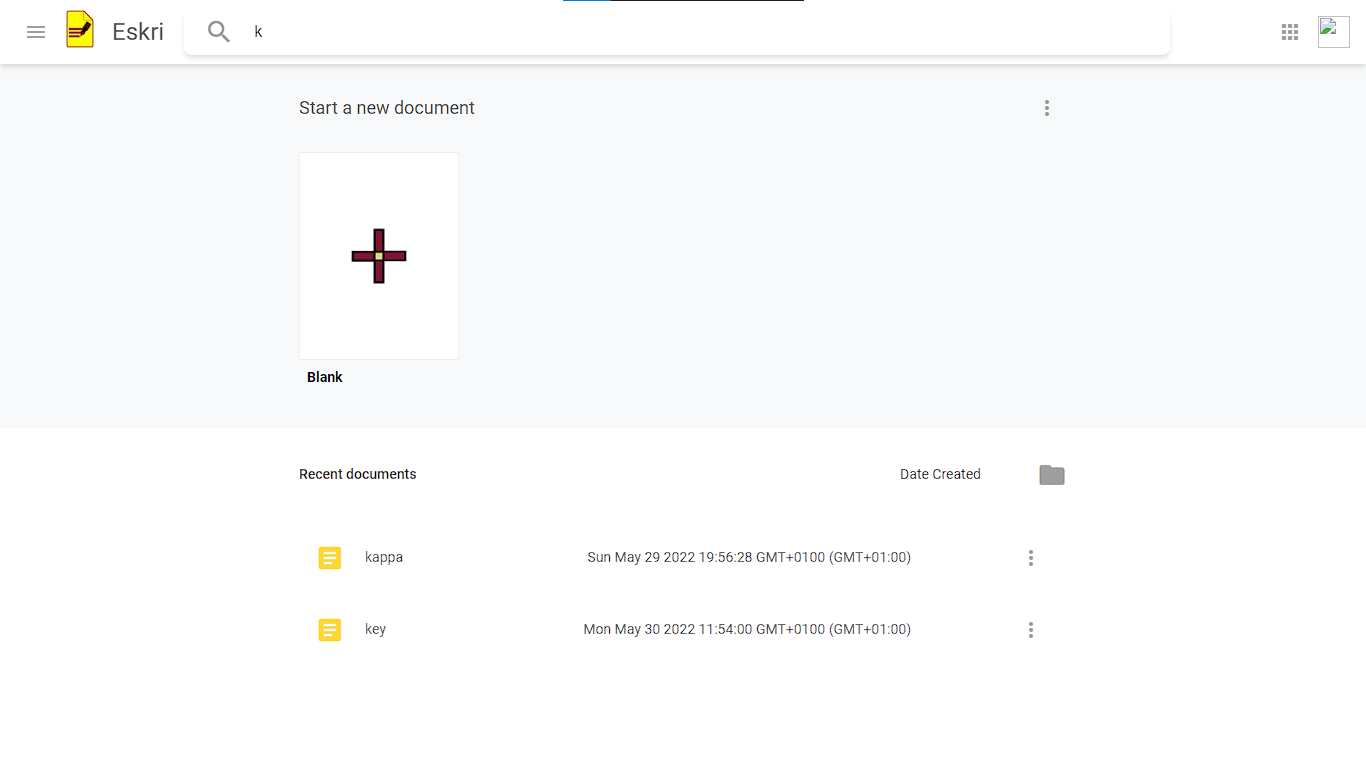 Eskri
k
Start a new document
Blank
Recent documents Date Created
kappa Sun May 29 2022 19:56:28 GMT+0100 (GMT+01:00)
key Mon May 30 2022 11:54:00 GMT+0100 (GMT+01:00)